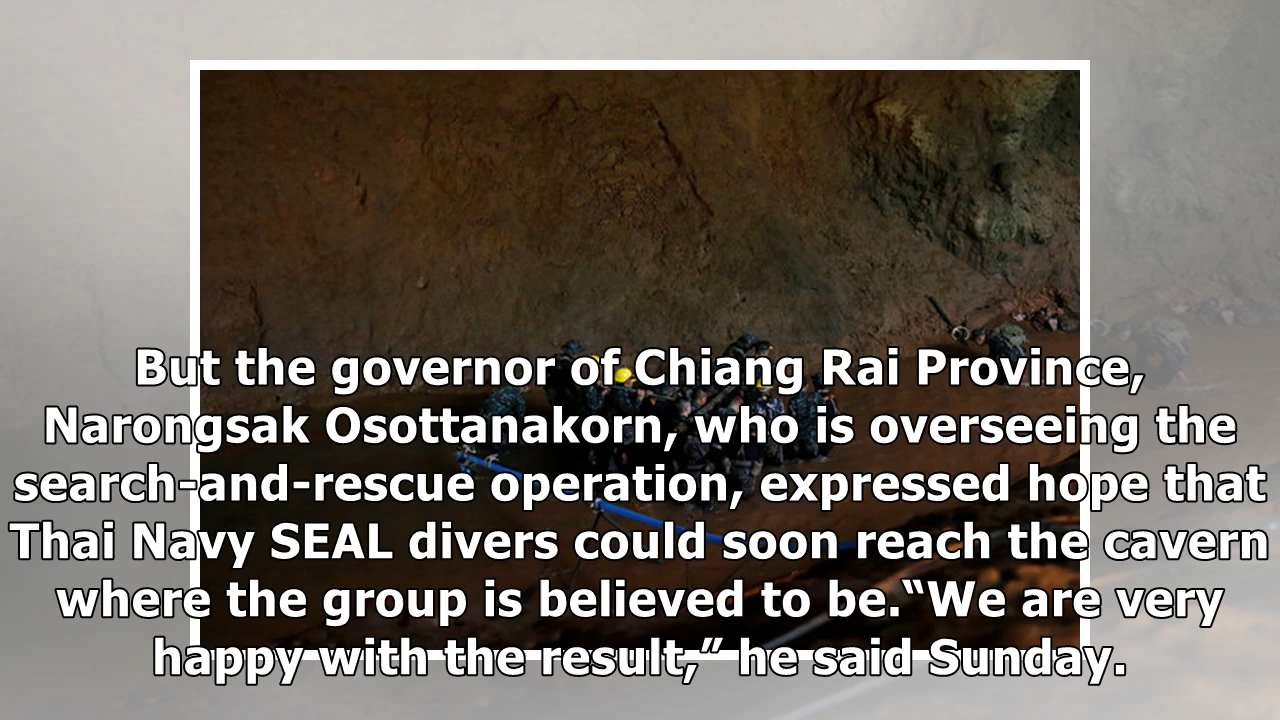 But the governor of Chiang Rai Province,
Narongsak Osottanakorn, who is overseeing the
search-and-rescue operation, expressed hope that
Thai Navy SEAL divers could soon reach the cavern
where the group is believed to be.“We are very
happy with the result,” he said Sunday.